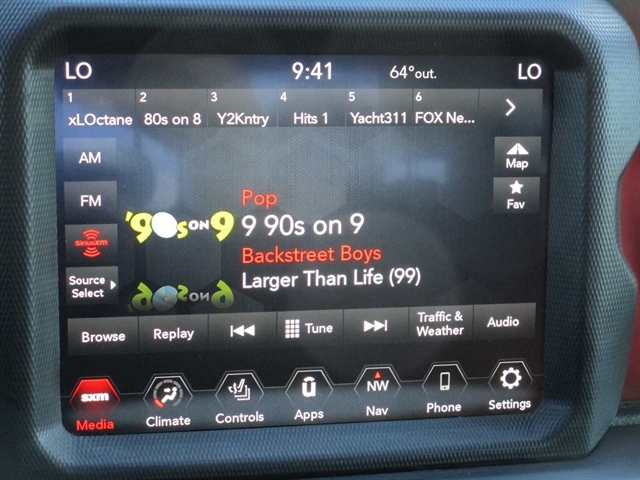 LO 9:41 64°out. LO
1 2 3 4 5 6
xLOctane 80s on 8 Y2Kntry Hits 1 Yacht311 FOX Ne...
AM
Map
FM
Fav
SiriusXM
Source
Select
'90s ON 9
Pop
9 90s on 9
Backstreet Boys
Larger Than Life (99)
Browse Replay Tune Traffic &
Weather Audio
sxm NW
Media Climate Controls Apps Nav Phone Settings